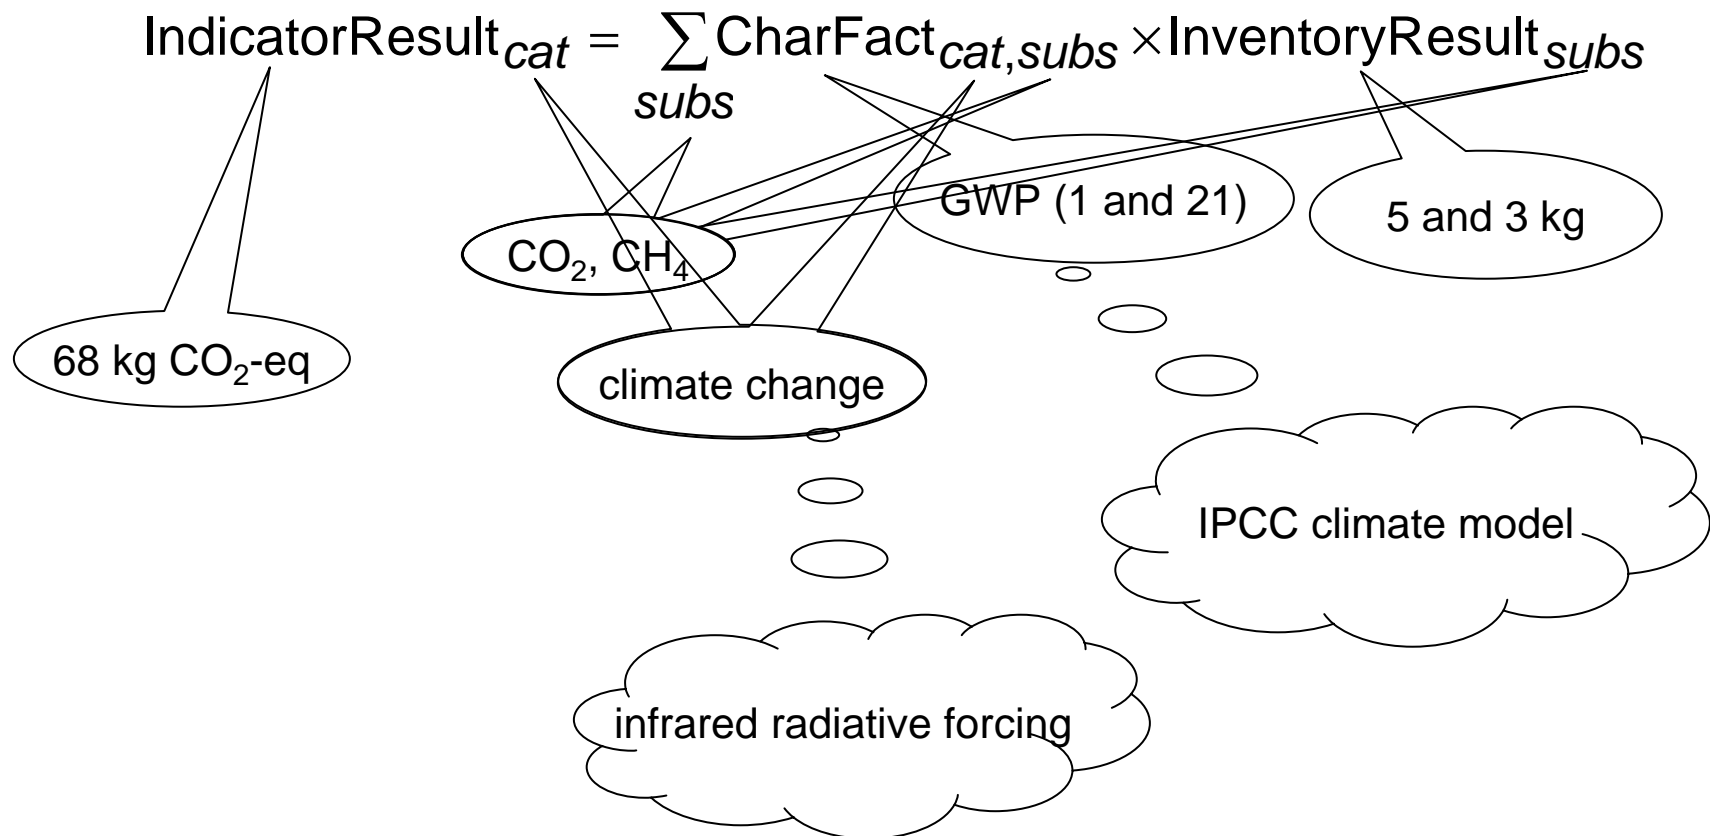 IndicatorResult_cat = ∑ CharFact_cat,subs × InventoryResult_subs
subs
GWP (1 and 21)
5 and 3 kg
CO₂, CH₄
68 kg CO₂-eq
climate change
IPCC climate model
infrared radiative forcing